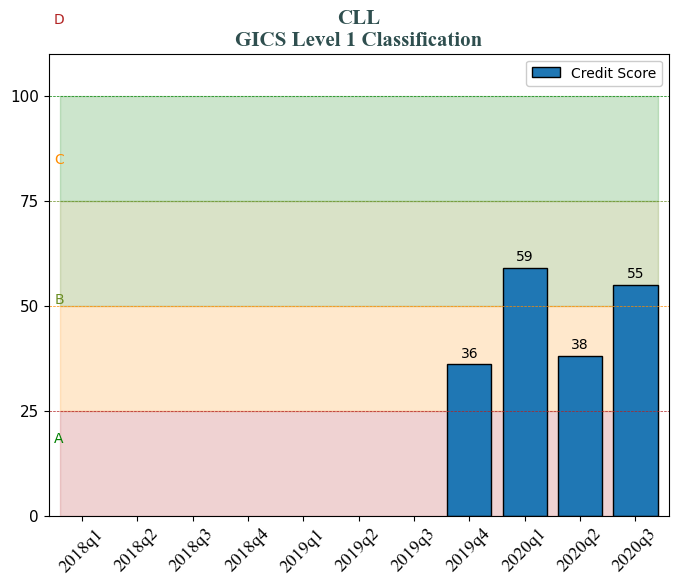 D
CLL
GICS Level 1 Classification
Credit Score
100
C
75
59
55
B
50
38
36
25
A
0
2018q1
2018q2
2018q3
2018q4
2019q1
2019q2
2019q3
2019q4
2020q1
2020q2
2020q3